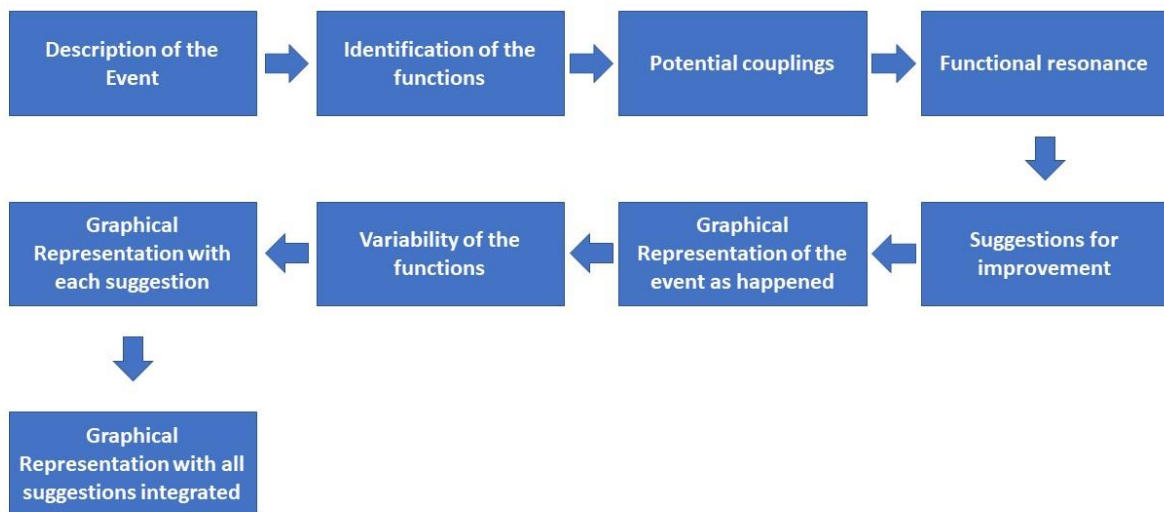 Description of the
Event
Identification of the
functions
Potential couplings
Functional resonance
Suggestions for
improvement
Graphical
Representation of the
event as happened
Variability of the
functions
Graphical
Representation with
each suggestion
Graphical
Representation with all
suggestions integrated